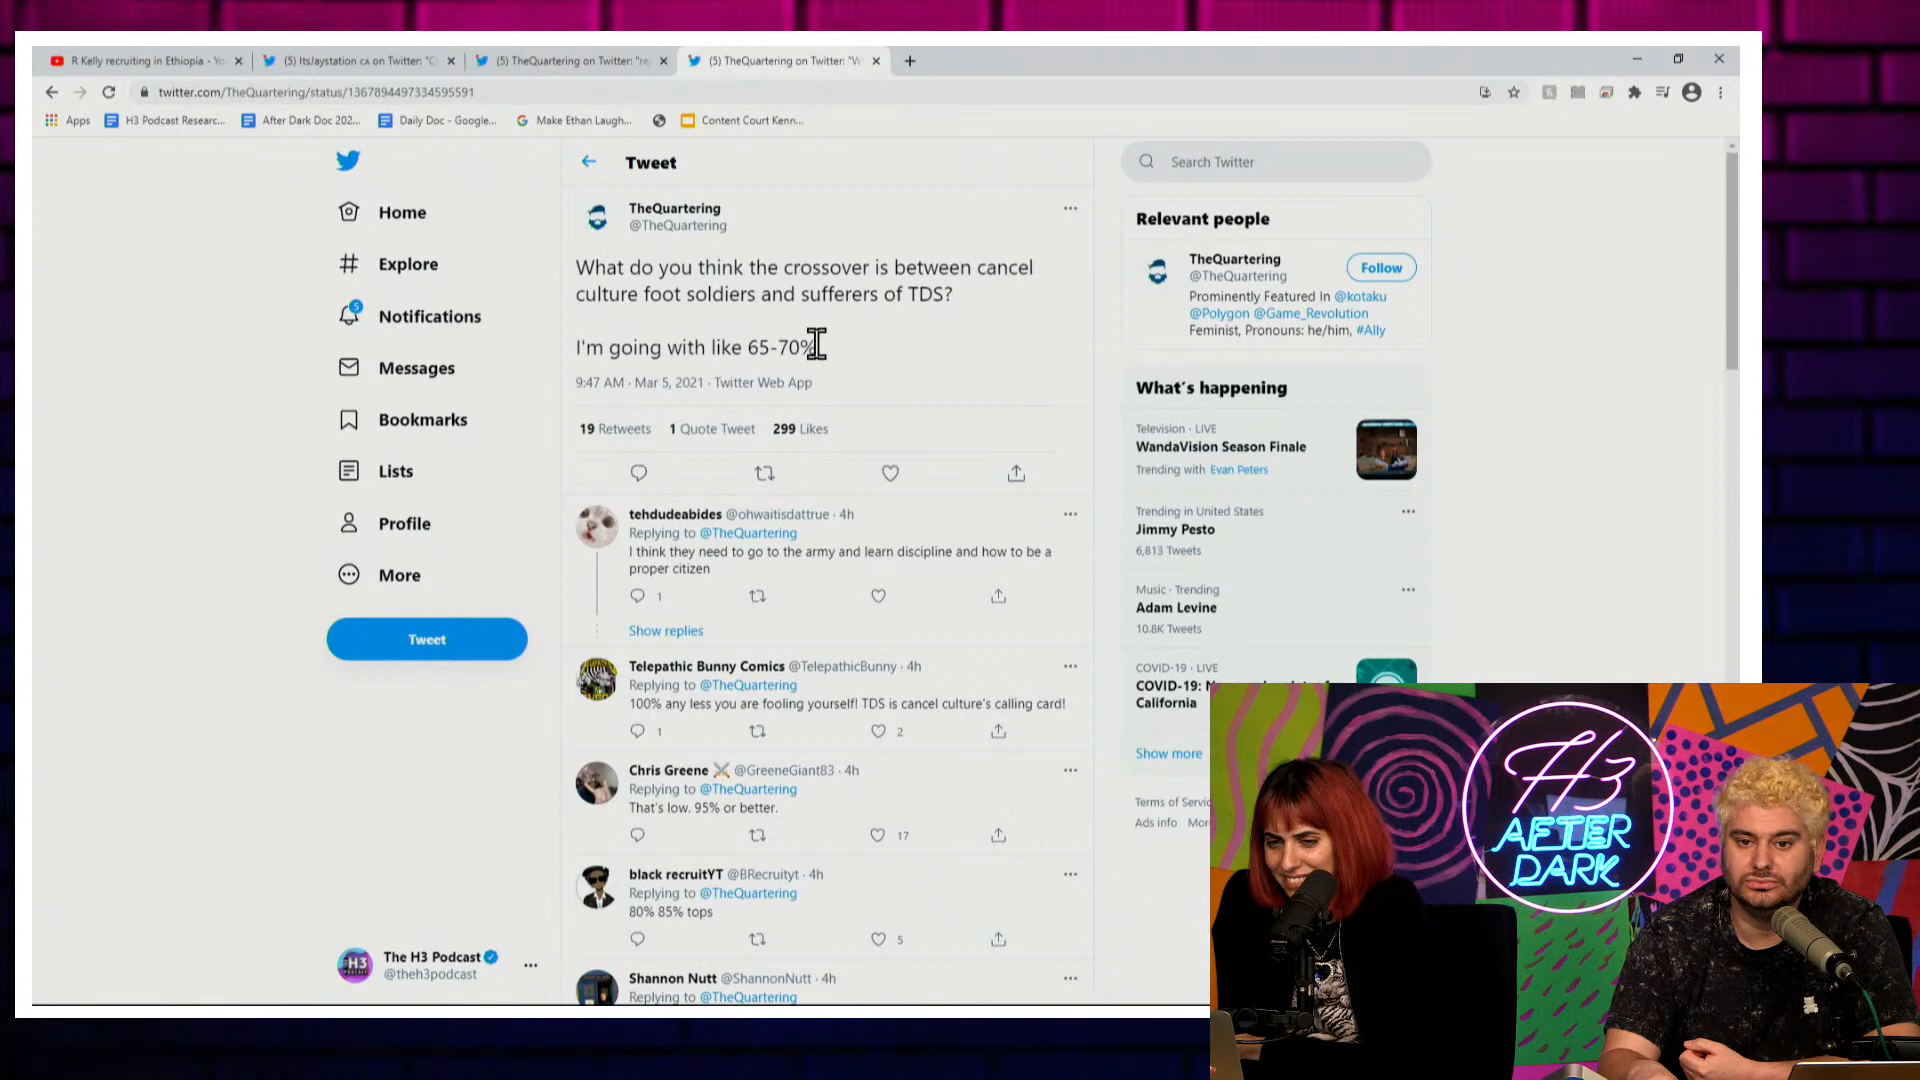 R Kelly recruiting in Ethiopia - Yo
(5) ItsJaystation CA on Twitter: "C
(5) TheQuartering on Twitter: "re
(5) TheQuartering on Twitter: "W
twitter.com/TheQuartering/status/1367894497334595591
Apps
H3 Podcast Researc...
After Dark Doc 202...
Daily Doc - Google...
Make Ethan Laugh...
Content Court Kenn...
Home
Explore
5
Notifications
Messages
Bookmarks
Lists
Profile
More
Tweet
The H3 Podcast
@theh3podcast
Tweet
TheQuartering
@TheQuartering
What do you think the crossover is between cancel
culture foot soldiers and sufferers of TDS?
I'm going with like 65-70%
9:47 AM · Mar 5, 2021 · Twitter Web App
19 Retweets 1 Quote Tweet 299 Likes
tehdudeabides @ohwaitisdattrue · 4h
Replying to @TheQuartering
I think they need to go to the army and learn discipline and how to be a
proper citizen
1
Show replies
Telepathic Bunny Comics @TelepathicBunny · 4h
Replying to @TheQuartering
100% any less you are fooling yourself! TDS is cancel culture's calling card!
1 2
Chris Greene @GreeneGiant83 · 4h
Replying to @TheQuartering
That's low. 95% or better.
17
black recruitYT @BRecruityt · 4h
Replying to @TheQuartering
80% 85% tops
5
Shannon Nutt @ShannonNutt · 4h
Replying to @TheQuartering
Search Twitter
Relevant people
TheQuartering
@TheQuartering
Follow
Prominently Featured In @kotaku
@Polygon @Game_Revolution
Feminist, Pronouns: he/him, #Ally
What's happening
Television · LIVE
WandaVision Season Finale
Trending with Evan Peters
Trending in United States
Jimmy Pesto
6,813 Tweets
Music · Trending
Adam Levine
10.8K Tweets
COVID-19 · LIVE
COVID-19:
California
Show more
Terms of Servic
Ads info Mor
H3
AFTER
DARK